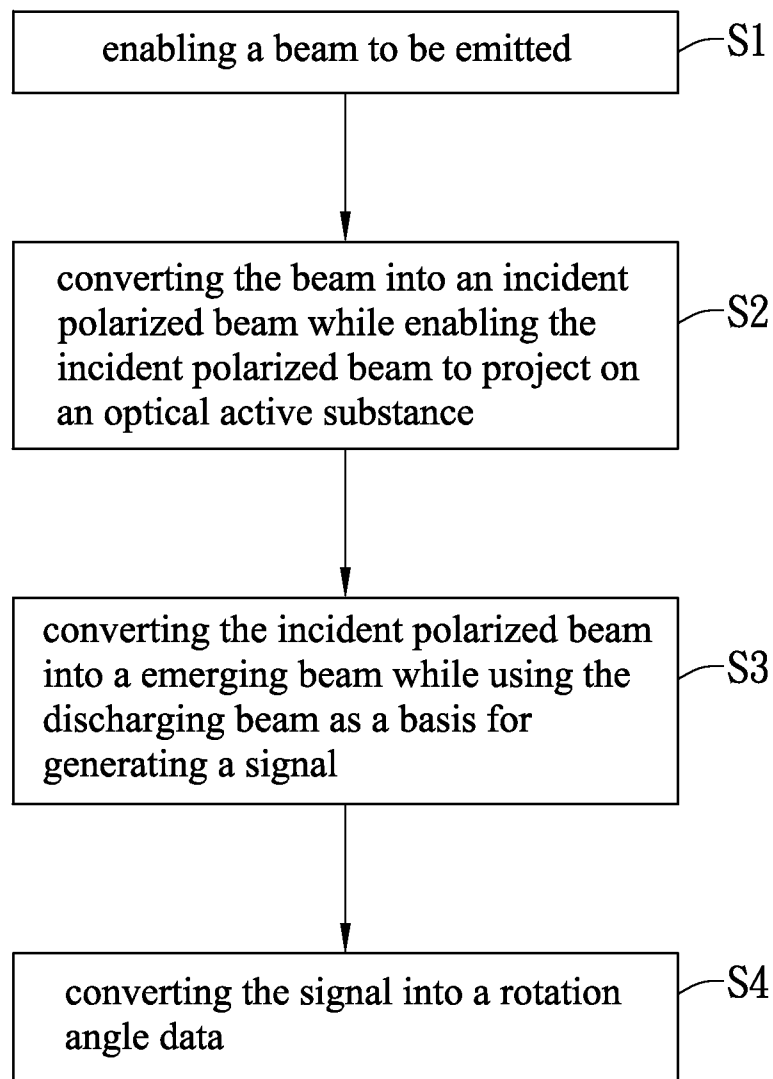 enabling a beam to be emitted
S1
converting the beam into an incident
polarized beam while enabling the
incident polarized beam to project on
an optical active substance
S2
converting the incident polarized beam
into a emerging beam while using the
discharging beam as a basis for
generating a signal
S3
converting the signal into a rotation
angle data
S4